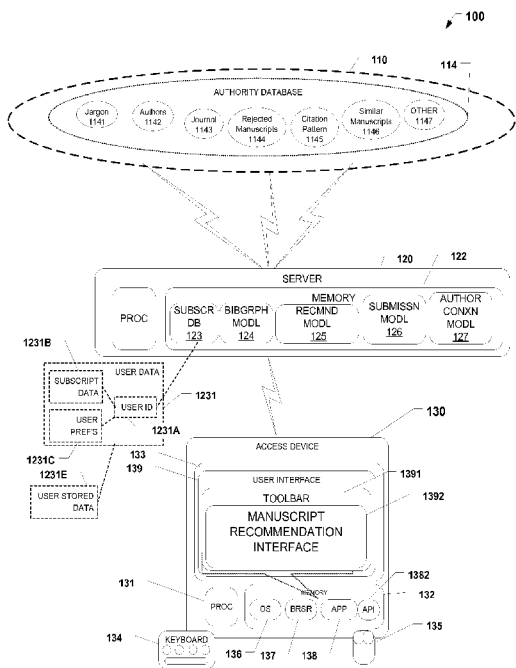 100
110
114
AUTHORITY DATABASE
Jargon
1141
Authors
1142
Journal
1143
Rejected
Manuscripts
1144
Citation
Pattern
1145
Similar
Manuscripts
1146
OTHER
1147
120
122
SERVER
PROC
MEMORY
SUBSCR
DB
123
BIBGRPH
MODL
124
RECMND
MODL
125
SUBMISSN
MODL
126
AUTHOR
CONXN
MODL
127
1231B
USER DATA
SUBSCRIPT
DATA
USER ID
1231
1231A
USER
PREF'S
1231C
1231E
USER STORED
DATA
130
ACCESS DEVICE
133
139
USER INTERFACE
1391
TOOLBAR
1392
MANUSCRIPT
RECOMMENDATION
INTERFACE
131
1382
MEMORY
132
PROC
OS
BRSR
APP
API
134
KEYBOARD
135
136
137
138